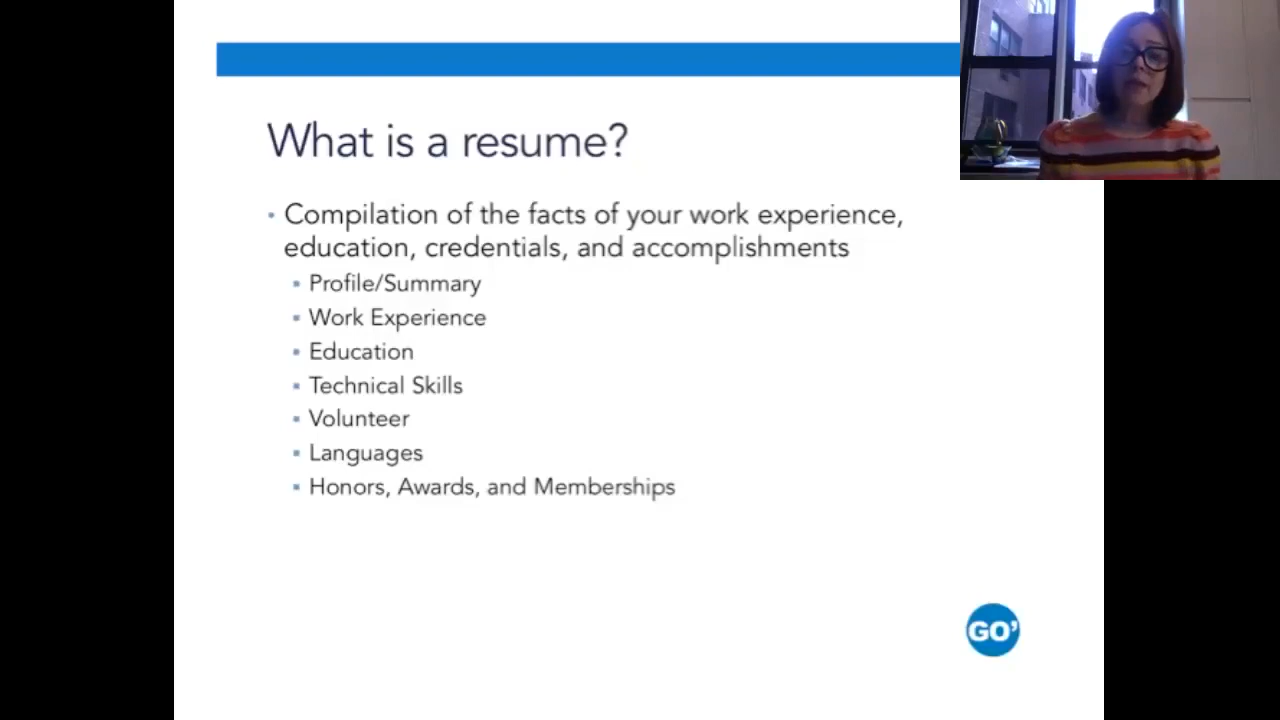 What is a resume?
• Compilation of the facts of your work experience,
education, credentials, and accomplishments
▪ Profile/Summary
▪ Work Experience
▪ Education
▪ Technical Skills
▪ Volunteer
▪ Languages
▪ Honors, Awards, and Memberships
GO’